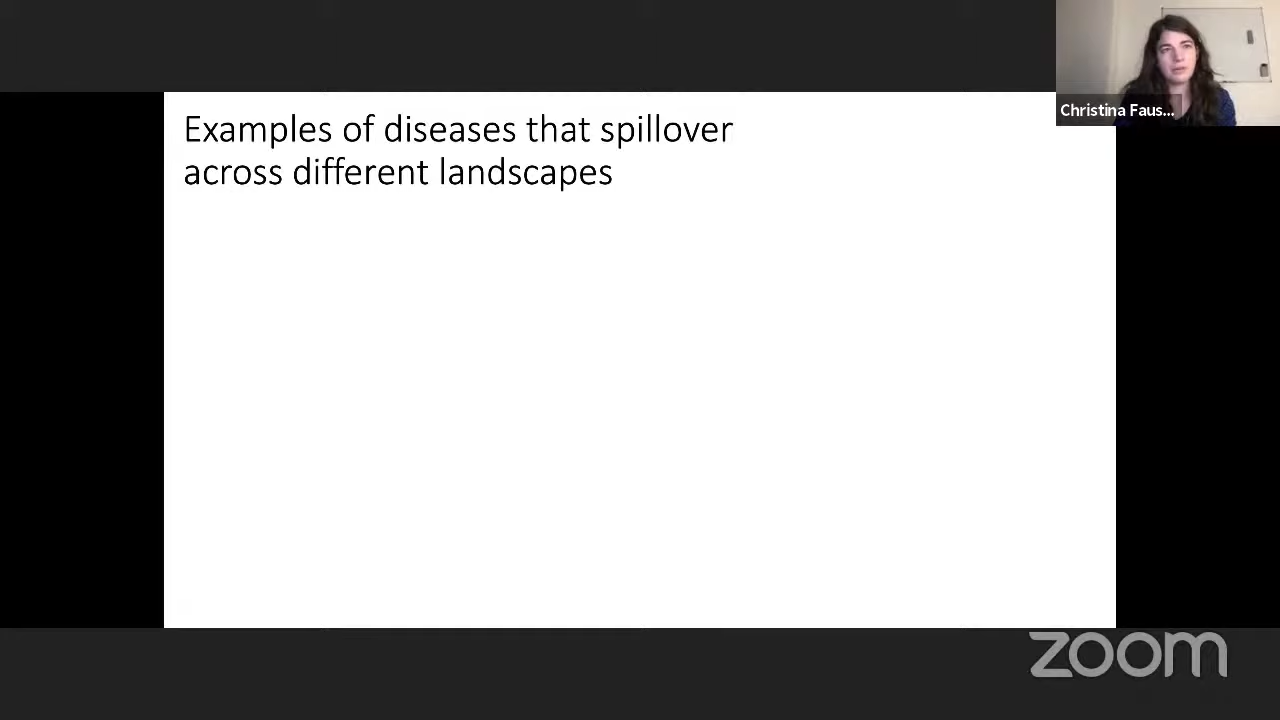 Examples of diseases that spillover
across different landscapes
Christina Faus...
zoom